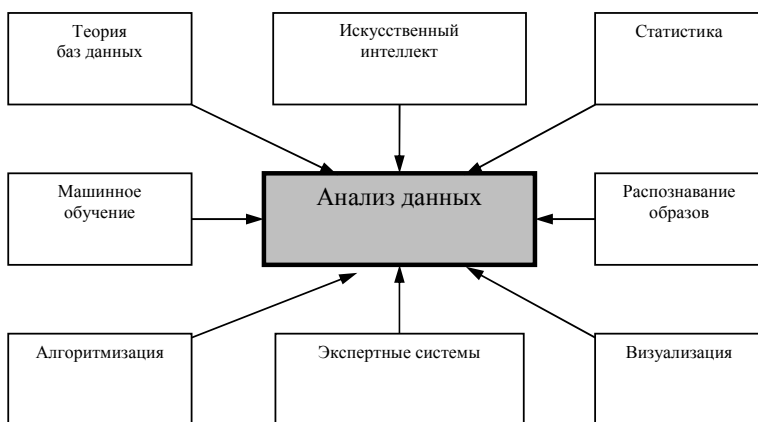 Теория
баз данных
Искусственный
интеллект
Статистика
Машинное
обучение
Анализ данных
Распознавание
образов
Алгоритмизация
Экспертные системы
Визуализация